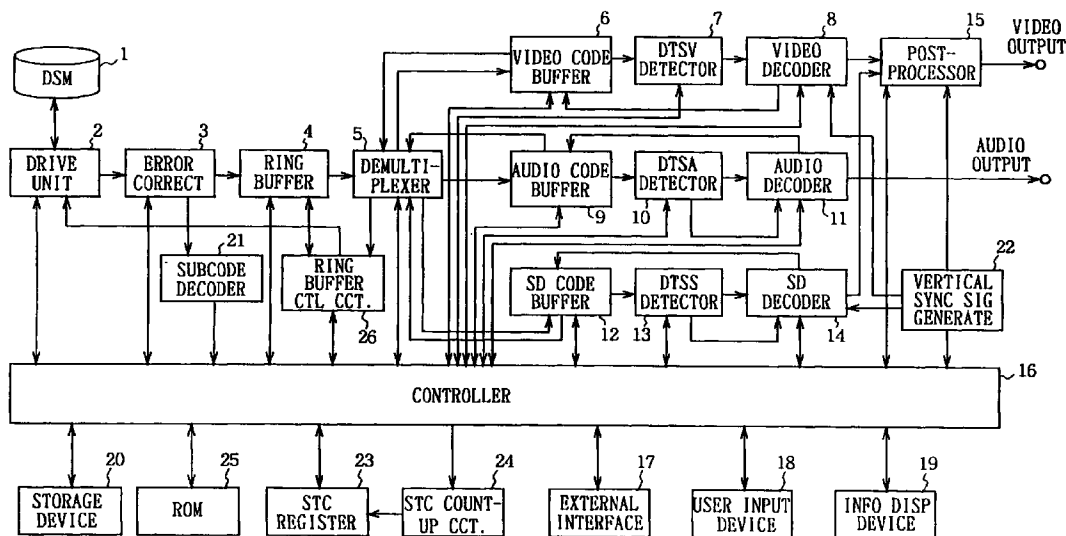 6
7
8
15
VIDEO
OUTPUT
1
DSM
VIDEO CODE
BUFFER
DTSV
DETECTOR
VIDEO
DECODER
POST-
PROCESSOR
2
3
4
5
DRIVE
UNIT
ERROR
CORRECT
RING
BUFFER
DEMULTI-
PLEXER
AUDIO CODE
BUFFER
DTSA
DETECTOR
AUDIO
DECODER
AUDIO
OUTPUT
9
10
11
21
SUBCODE
DECODER
RING
BUFFER
CTL CCT.
26
SD CODE
BUFFER
DTSS
DETECTOR
SD
DECODER
22
VERTICAL
SYNC SIG
GENERATE
12
13
14
CONTROLLER
16
20
25
23
24
17
18
19
STORAGE
DEVICE
ROM
STC
REGISTER
STC COUNT-
UP CCT.
EXTERNAL
INTERFACE
USER INPUT
DEVICE
INFO DISP
DEVICE